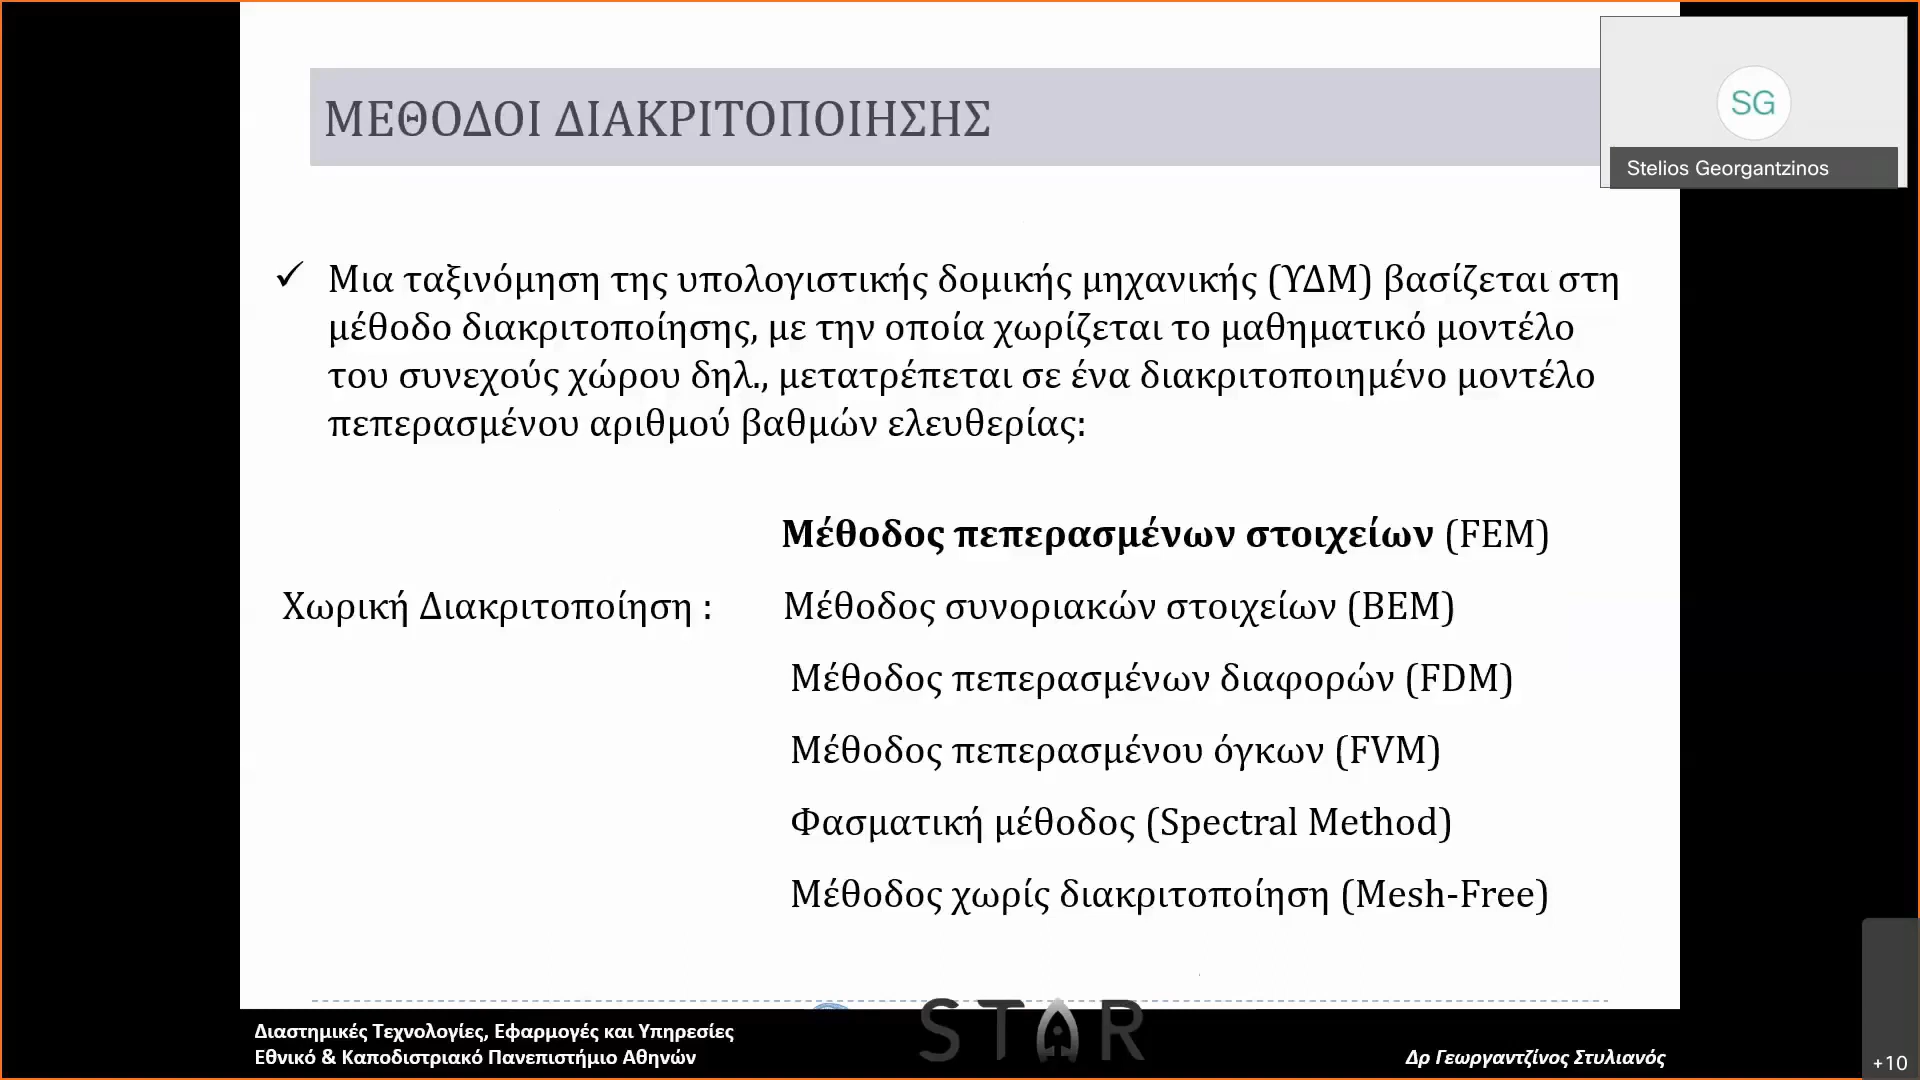 ΜΕΘΟΔΟΙ ΔΙΑΚΡΙΤΟΠΟΙΗΣΗΣ
SG
Stelios Georgantzinos
✓ Μια ταξινόμηση της υπολογιστικής δομικής μηχανικής (ΥΔΜ) βασίζεται στη
μέθοδο διακριτοποίησης, με την οποία χωρίζεται το μαθηματικό μοντέλο
του συνεχούς χώρου δηλ., μετατρέπεται σε ένα διακριτοποιημένο μοντέλο
πεπερασμένου αριθμού βαθμών ελευθερίας:
Μέθοδος πεπερασμένων στοιχείων (FEM)
Χωρική Διακριτοποίηση : Μέθοδος συνοριακών στοιχείων (BEM)
Μέθοδος πεπερασμένων διαφορών (FDM)
Μέθοδος πεπερασμένου όγκων (FVM)
Φασματική μέθοδος (Spectral Method)
Μέθοδος χωρίς διακριτοποίηση (Mesh-Free)
Διαστημικές Τεχνολογίες, Εφαρμογές και Υπηρεσίες
Εθνικό & Καποδιστριακό Πανεπιστήμιο Αθηνών
STAR
Δρ Γεωργαντζίνος Στυλιανός
+10